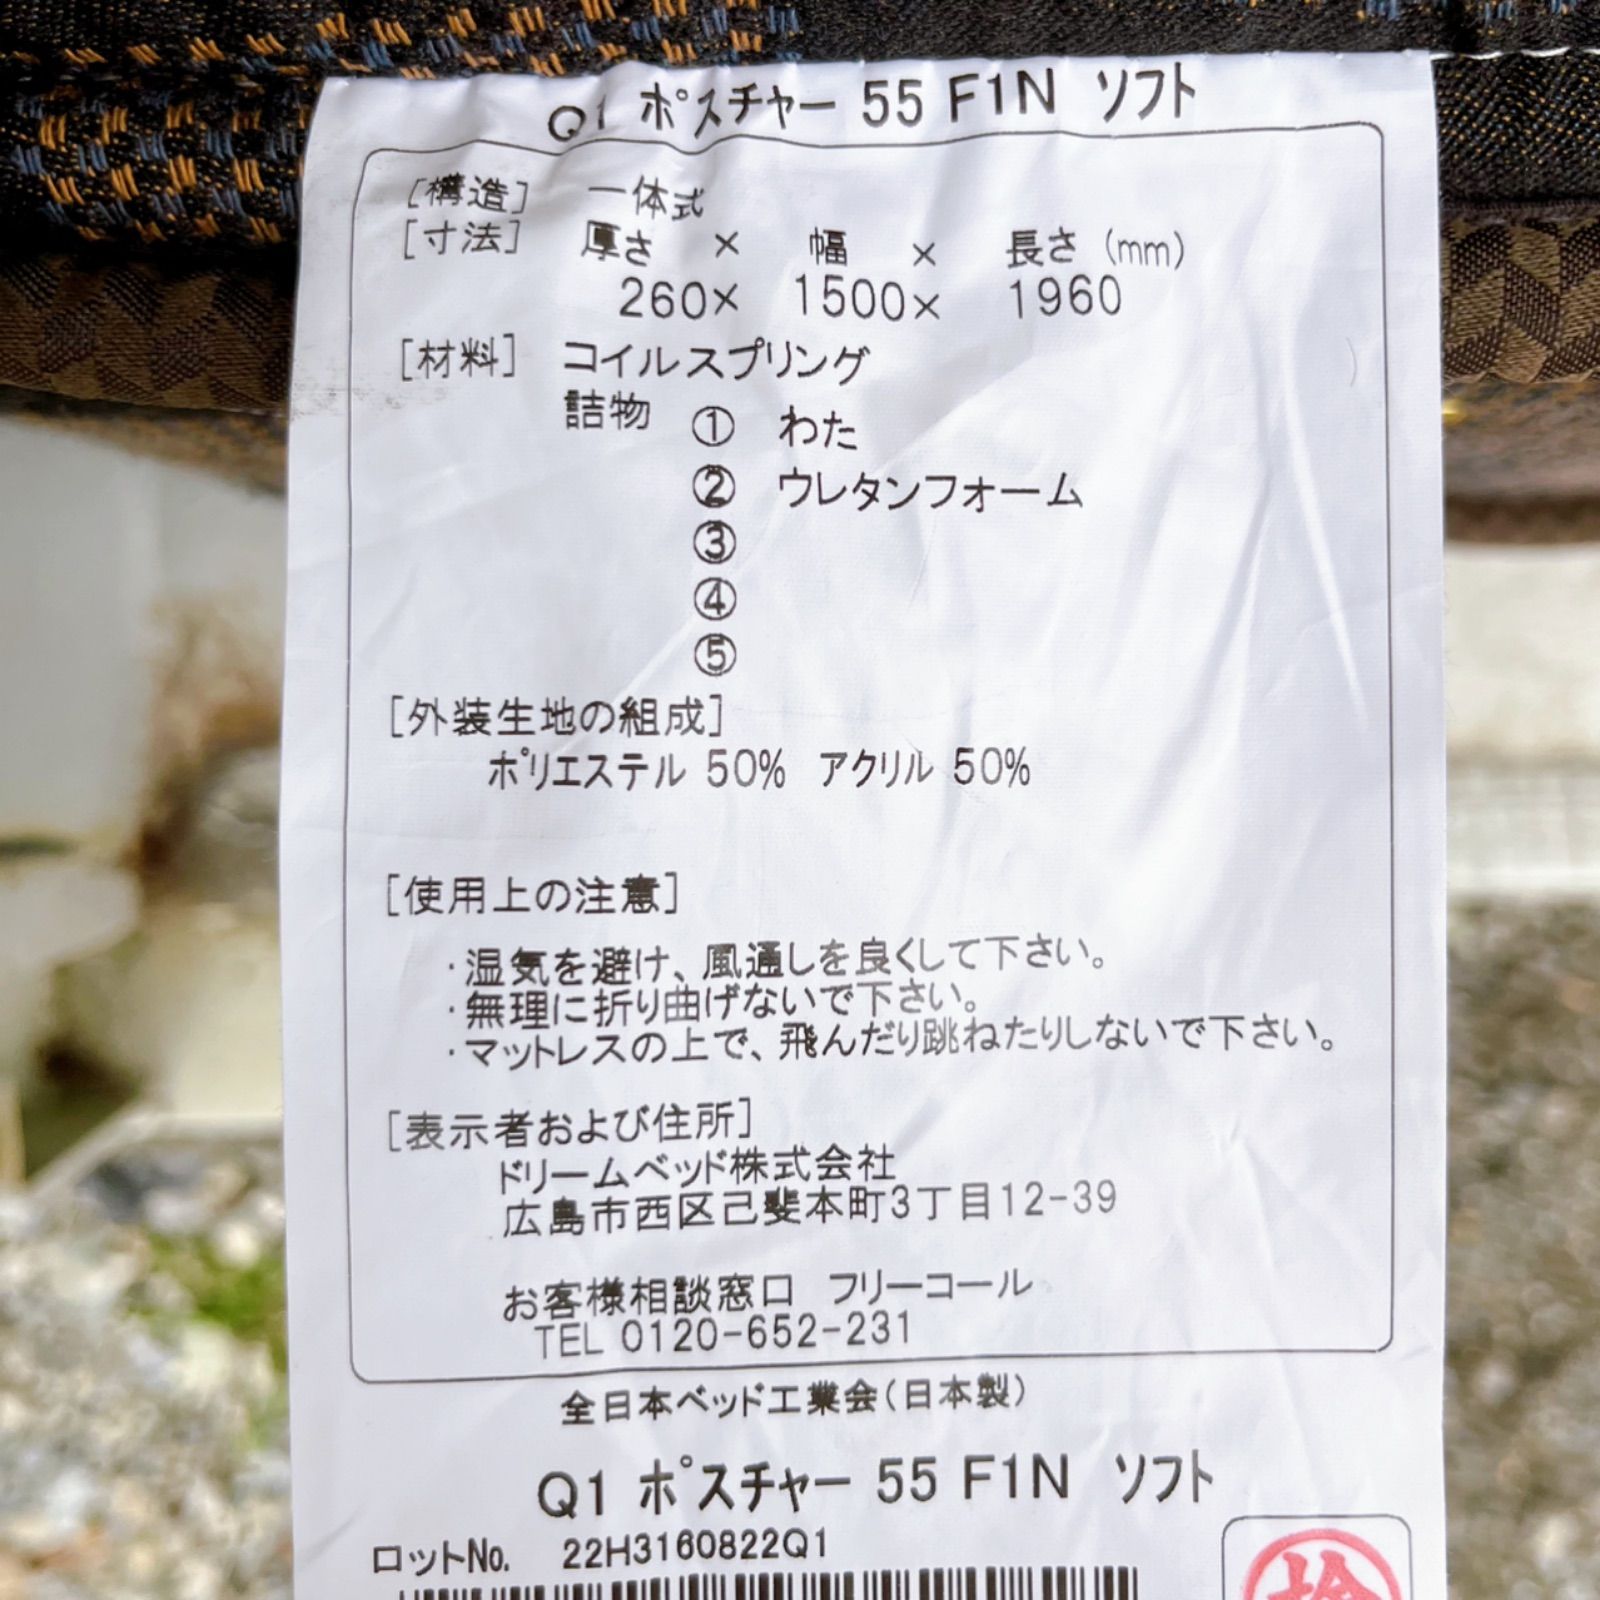 Q1 ポスチャー 55 F1N ソフト
[構造] 一体式
[寸法] 厚さ × 幅 × 長さ (mm)
260× 1500× 1960
[材料] コイルスプリング
詰物 ① わた
② ウレタンフォーム
③
④
⑤
[外装生地の組成]
ポリエステル 50% アクリル 50%
[使用上の注意]
・湿気を避け、風通しを良くして下さい。
・無理に折り曲げないで下さい。
・マットレスの上で、飛んだり跳ねたりしないで下さい。
[表示者および住所]
ドリームベッド株式会社
広島市西区己斐本町3丁目12-39
お客様相談窓口 フリーコール
TEL 0120-652-231
全日本ベッド工業会(日本製)
Q1 ポスチャー 55 F1N ソフト
ロットNo. 22H3160822Q1
検